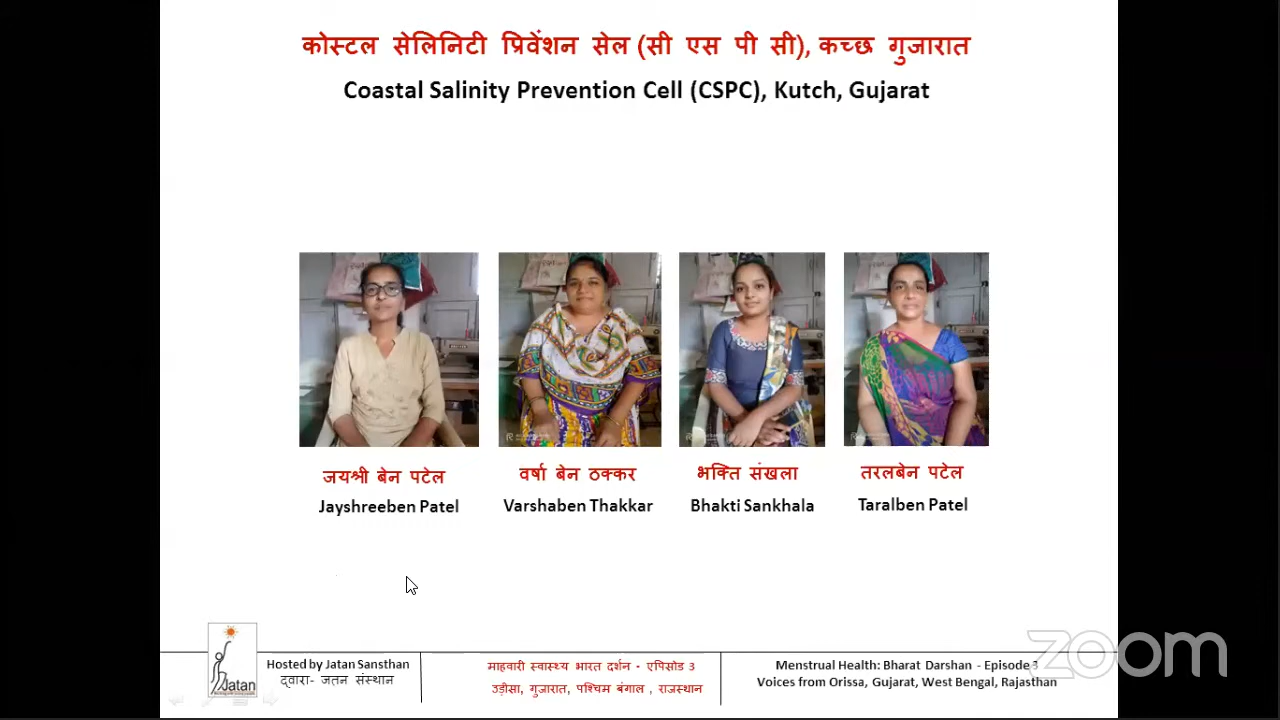 कोस्टल सेलिनिटी प्रिवेंशन सेल (सी एस पी सी), कच्छ गुजारात
Coastal Salinity Prevention Cell (CSPC), Kutch, Gujarat
जयश्री बेन पटेल
वर्षा बेन ठक्कर
भक्ति संखला
तरलबेन पटेल
Jayshreeben Patel
Varshaben Thakkar
Bhakti Sankhala
Taralben Patel
Jatan
Hosted by Jatan Sansthan
द्वारा- जतन संस्थान
माहवारी स्वास्थ्य भारत दर्शन - एपिसोड 3
उड़ीसा, गुजारात, पश्चिम बंगाल , राजस्थान
Menstrual Health: Bharat Darshan - Episode 3
Voices from Orissa, Gujarat, West Bengal, Rajasthan
zoom